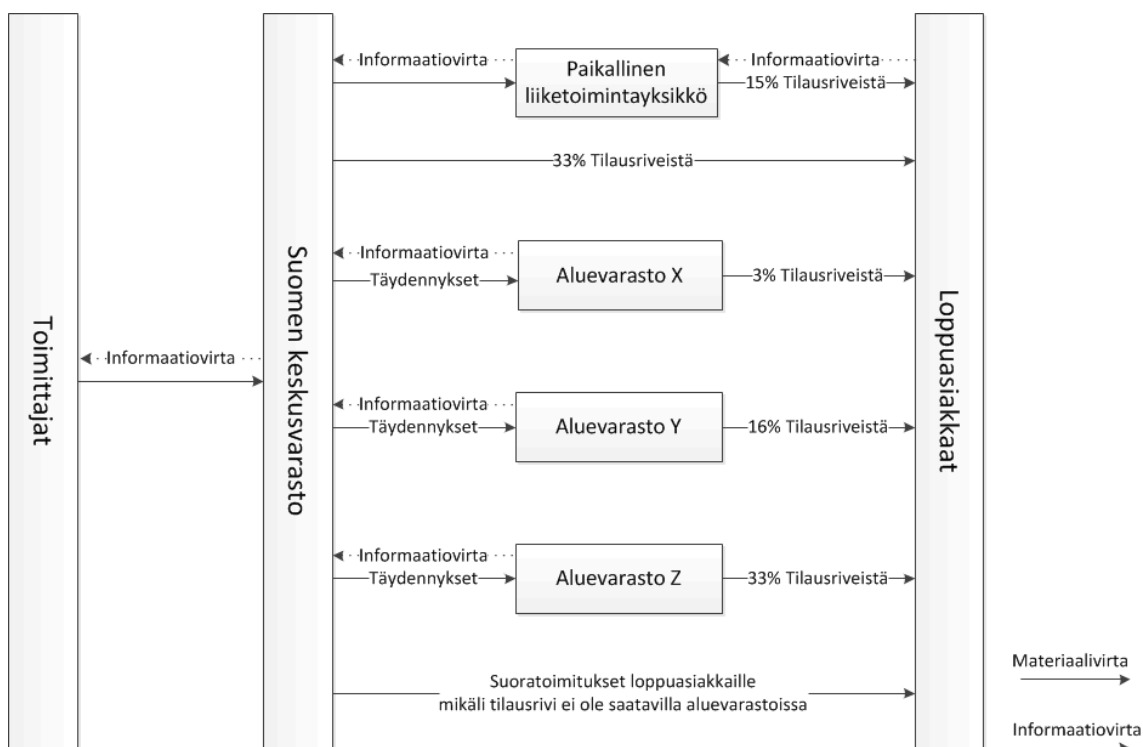 Toimittajat
Informaatiovirta
Suomen keskusvarasto
Informaatiovirta
Paikallinen
liiketoimintayksikkö
Informaatiovirta
15% Tilausriveistä
33% Tilausriveistä
Informaatiovirta
Täydennykset
Aluevarasto X
3% Tilausriveistä
Informaatiovirta
Täydennykset
Aluevarasto Y
16% Tilausriveistä
Informaatiovirta
Täydennykset
Aluevarasto Z
33% Tilausriveistä
Suoratoimitukset loppuasiakkaille
mikäli tilausrivi ei ole saatavilla aluevarastoissa
Loppuasiakkaat
Materiaalivirta
Informaatiovirta